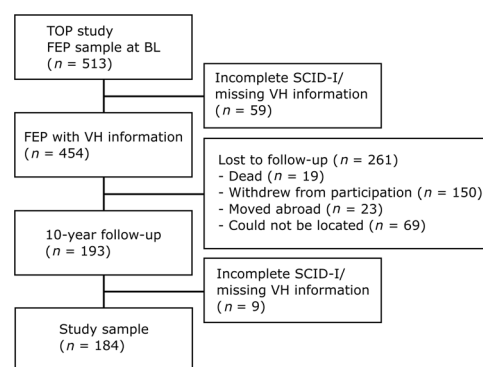 TOP study
FEP sample at BL
(n = 513)
Incomplete SCID-I/
missing VH information
(n = 59)
FEP with VH information
(n = 454)
Lost to follow-up (n = 261)
- Dead (n = 19)
- Withdrew from participation (n = 150)
- Moved abroad (n = 23)
- Could not be located (n = 69)
10-year follow-up
(n = 193)
Incomplete SCID-I/
missing VH information
(n = 9)
Study sample
(n = 184)